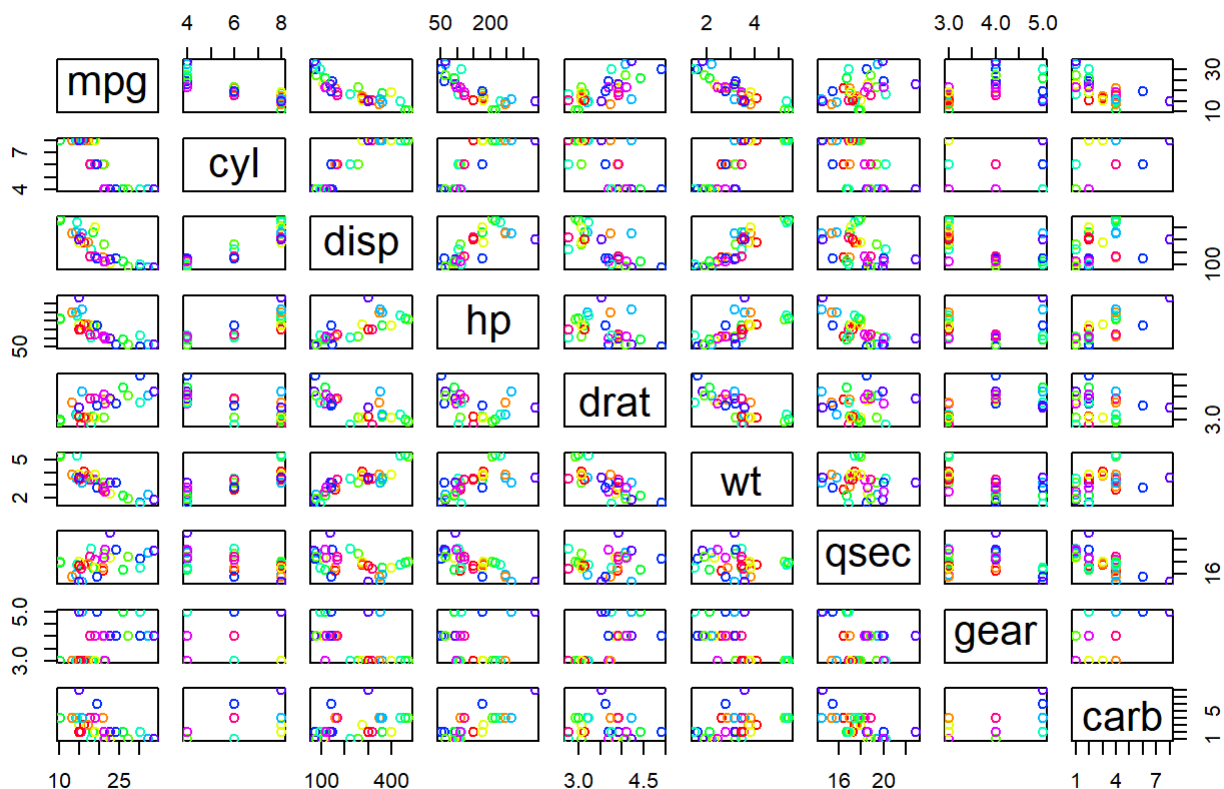 4 6 8 50 200 2 4 3.0 4.0 5.0
mpg 10 30
4 7 cyl
disp 100
50 hp
drat 3.0
2 5 wt
qsec 16
3.0 5.0 gear
carb 1 5
10 25 100 400 3.0 4.5 16 20 1 4 7